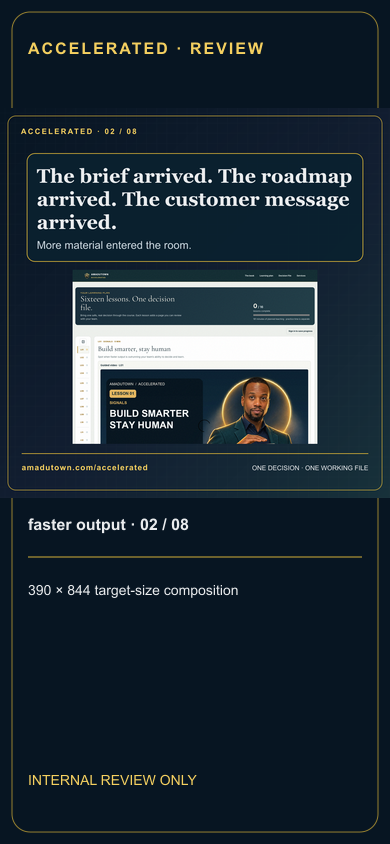 ACCELERATED · REVIEW
ACCELERATED · 02 / 08
The brief arrived. The roadmap
arrived. The customer message
arrived.
More material entered the room.
AMADUTOWN
Sixteen lessons. One decision
file.
Build smarter, stay human
AMADUTOWN / ACCELERATED
LESSON 01
SIGNALS
BUILD SMARTER
STAY HUMAN
amadutown.com/accelerated
ONE DECISION · ONE WORKING FILE
faster output · 02 / 08
390 × 844 target-size composition
INTERNAL REVIEW ONLY